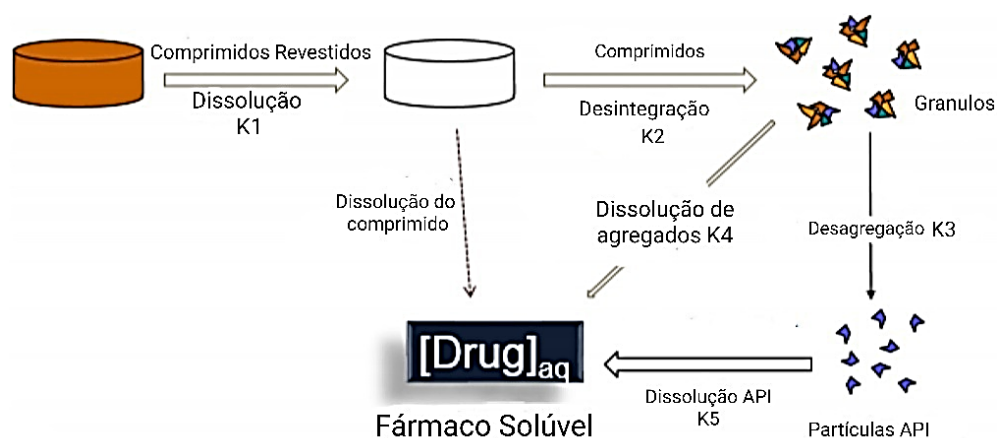 Comprimidos Revestidos
Dissolução
K1
Comprimidos
Desintegração
K2
Granulos
Dissolução do
comprimido
Dissolução de
agregados K4
Desagregação K3
[Drug]aq
Fármaco Solúvel
Dissolução API
K5
Partículas API